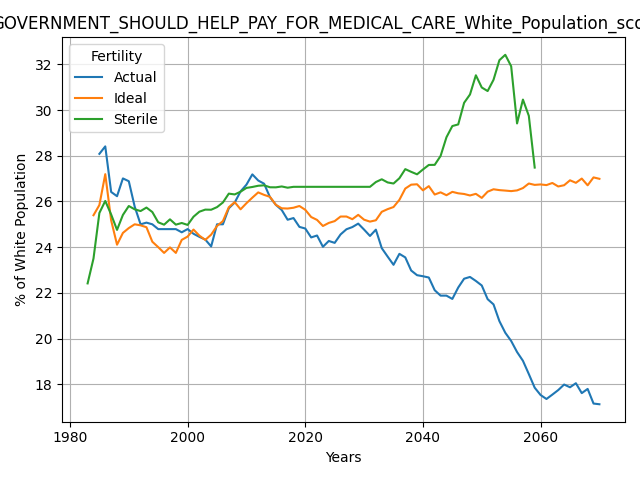 GOVERNMENT_SHOULD_HELP_PAY_FOR_MEDICAL_CARE_White_Population_sco
Fertility
Actual
Ideal
Sterile
32
30
28
26
24
22
20
18
% of White Population
1980
2000
2020
2040
2060
Years